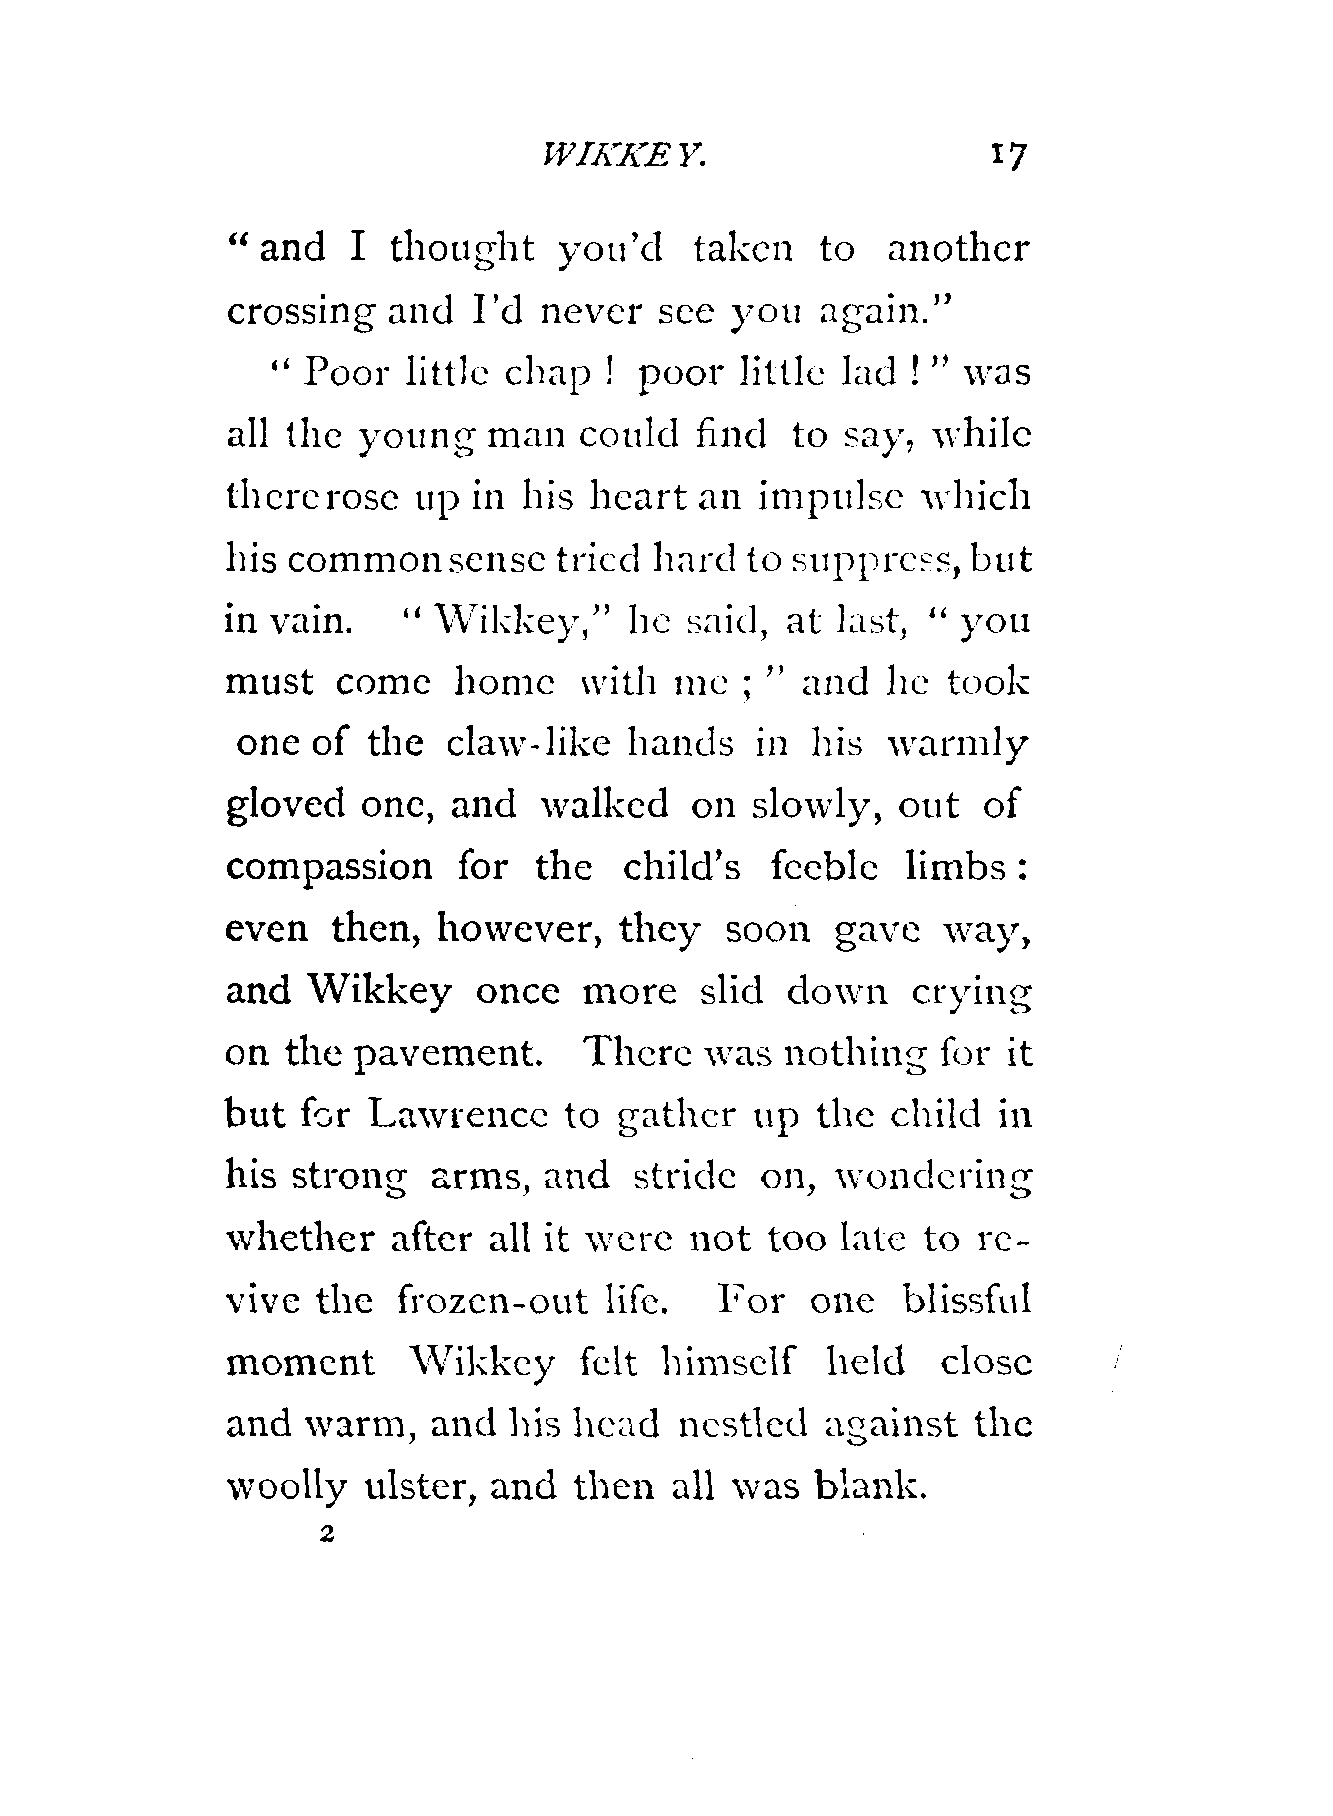 WIKKEY. 17
“ and I thought you’d taken to another
crossing and I’d never see you again.”
“ Poor little chap ! poor little lad ! ” was
all the young man could find to say, while
there rose up in his heart an impulse which
his common sense tried hard to suppress, but
in vain. “ Wikkey,” he said, at last, “ you
must come home with me ; ” and he took
one of the claw-like hands in his warmly
gloved one, and walked on slowly, out of
compassion for the child’s feeble limbs :
even then, however, they soon gave way,
and Wikkey once more slid down crying
on the pavement. There was nothing for it
but for Lawrence to gather up the child in
his strong arms, and stride on, wondering
whether after all it were not too late to re-
vive the frozen-out life. For one blissful
moment Wikkey felt himself held close
and warm, and his head nestled against the
woolly ulster, and then all was blank.
2